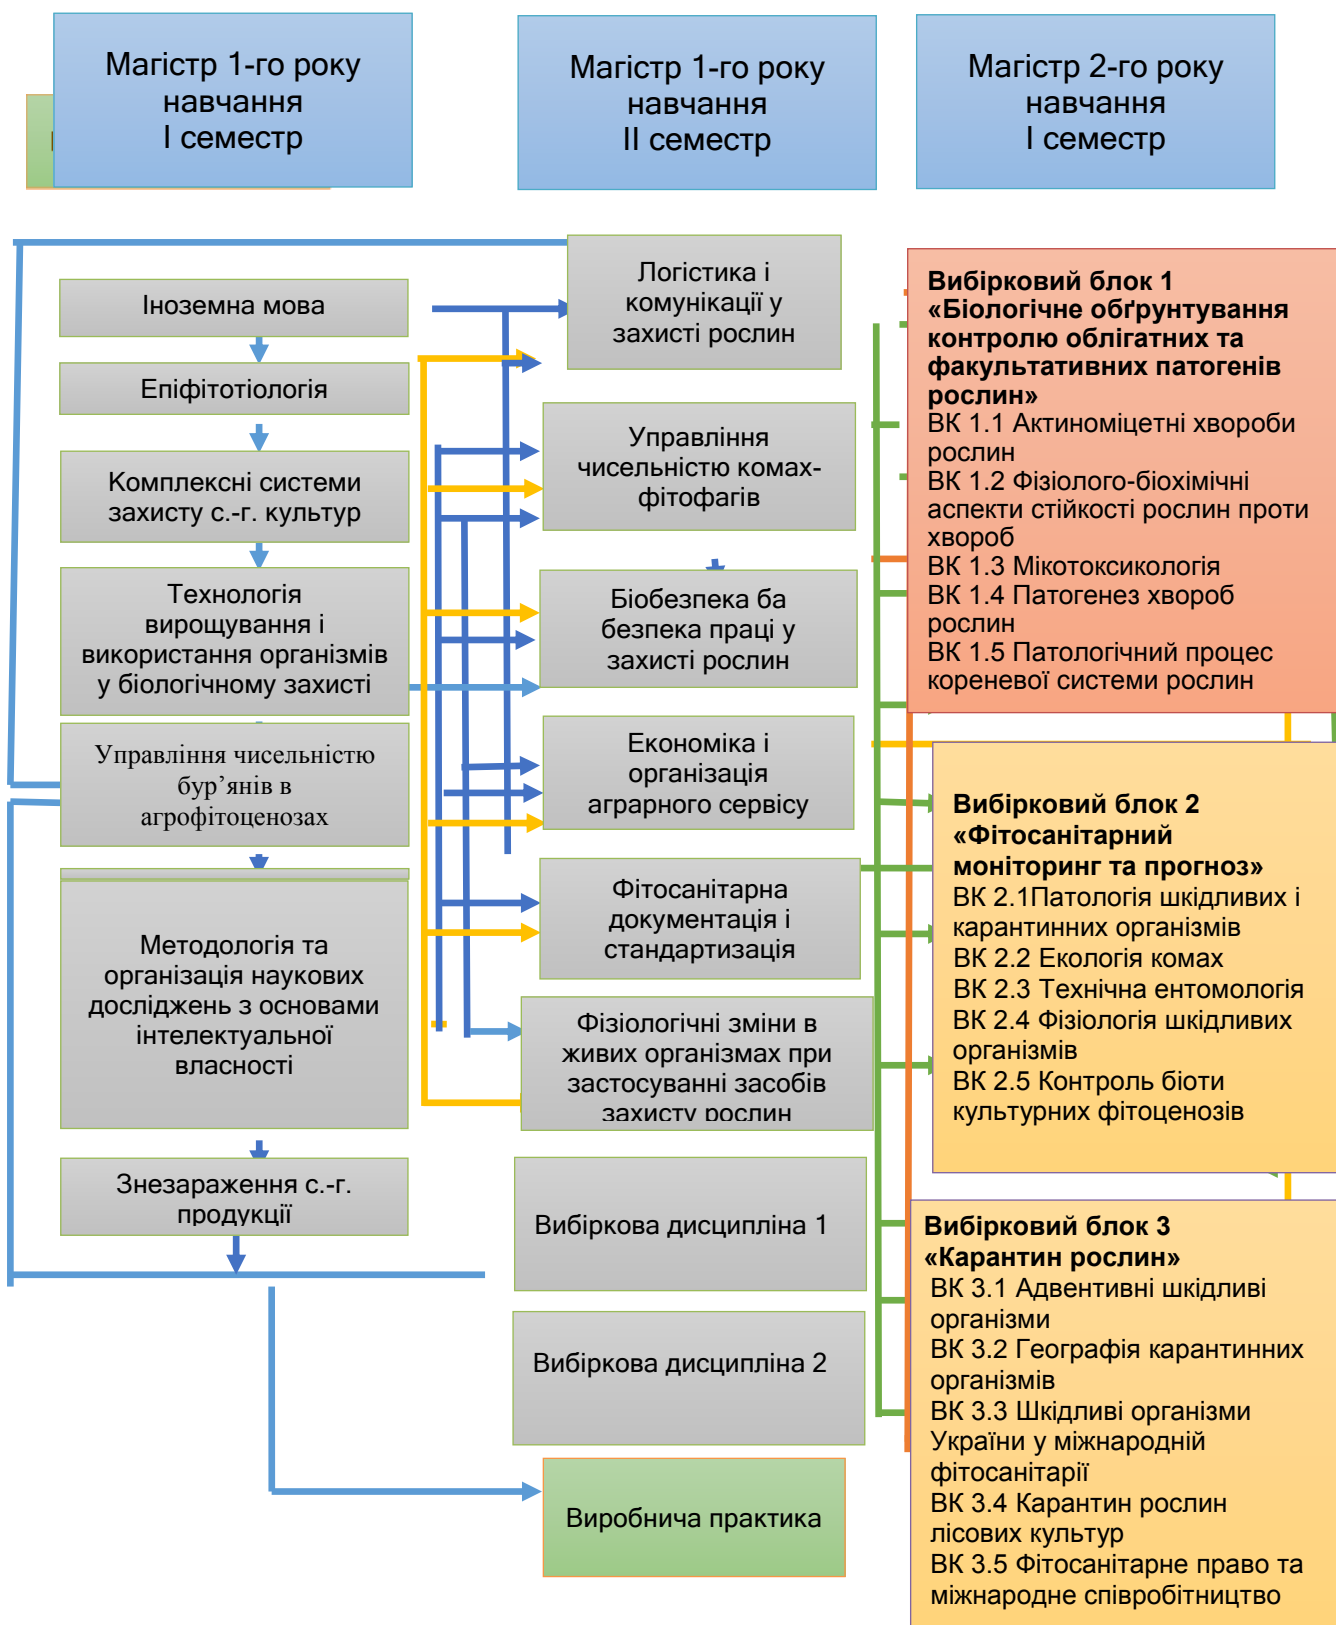 Магістр 1-го року
навчання
І семестр
Магістр 1-го року
навчання
ІІ семестр
Магістр 2-го року
навчання
І семестр
Іноземна мова
Епіфітотіологія
Комплексні системи
захисту с.-г. культур
Технологія
вирощування і
використання організмів
у біологічному захисті
Управління чисельністю
бур’янів в
агрофітоценозах
Методологія та
організація наукових
досліджень з основами
інтелектуальної
власності
Знезараження с.-г.
продукції
Логістика і
комунікації у
захисті рослин
Управління
чисельністю комах-
фітофагів
Біобезпека ба
безпека праці у
захисті рослин
Економіка і
організація
аграрного сервісу
Фітосанітарна
документація і
стандартизація
Фізіологічні зміни в
живих організмах при
застосуванні засобів
захисту рослин
Вибіркова дисципліна 1
Вибіркова дисципліна 2
Виробнича практика
Вибірковий блок 1
«Біологічне обґрунтування
контролю облігатних та
факультативних патогенів
рослин»
ВК 1.1 Актиноміцетні хвороби
рослин
ВК 1.2 Фізіолого-біохімічні
аспекти стійкості рослин проти
хвороб
ВК 1.3 Мікотоксикологія
ВК 1.4 Патогенез хвороб
рослин
ВК 1.5 Патологічний процес
кореневої системи рослин
Вибірковий блок 2
«Фітосанітарний
моніторинг та прогноз»
ВК 2.1Патологія шкідливих і
карантинних організмів
ВК 2.2 Екологія комах
ВК 2.3 Технічна ентомологія
ВК 2.4 Фізіологія шкідливих
організмів
ВК 2.5 Контроль біоти
культурних фітоценозів
Вибірковий блок 3
«Карантин рослин»
ВК 3.1 Адвентивні шкідливі
організми
ВК 3.2 Географія карантинних
організмів
ВК 3.3 Шкідливі організми
України у міжнародній
фітосанітарії
ВК 3.4 Карантин рослин
лісових культур
ВК 3.5 Фітосанітарне право та
міжнародне співробітництво